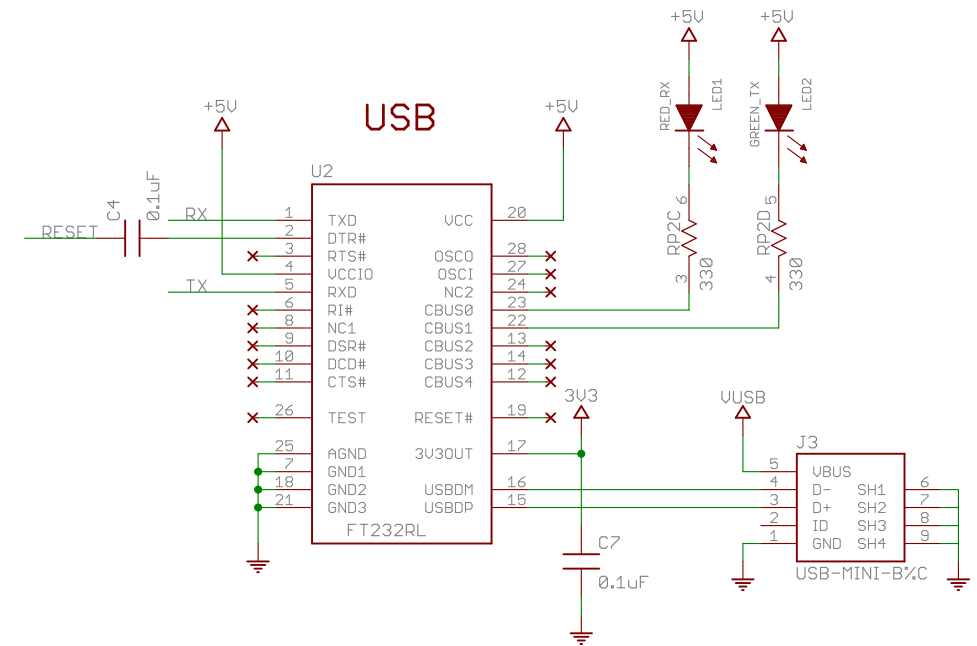 +5V +5V
RED_RX LED1 GREEN_TX LED2
+5V USB +5V
U2
C4 0.1uF
RESET
RX 1 TXD VCC 20
2 DTR#
3 RTS# OSCO 28
4 VCCIO OSCI 27
TX 5 RXD NC2 24
6 RI# CBUS0 23
8 NC1 CBUS1 22
9 DSR# CBUS2 13
10 DCD# CBUS3 14
11 CTS# CBUS4 12
26 TEST RESET# 19
25 AGND 3V3OUT 17
7 GND1
18 GND2 USBDM 16
21 GND3 USBDP 15
FT232RL
6 RP2C 3 330
5 RP2D 4 330
3V3
C7
0.1uF
VUSB
J3
5 VBUS
4 D- SH1 6
3 D+ SH2 7
2 ID SH3 8
1 GND SH4 9
USB-MINI-B%C